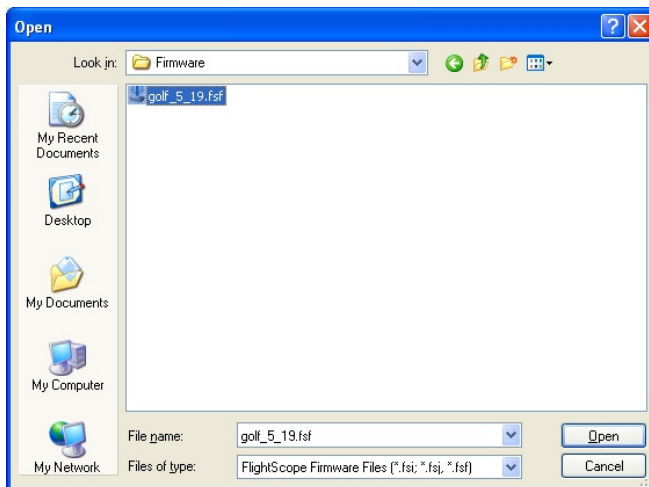 Open
Look in: Firmware
golf_5_19.fsf
My Recent
Documents
Desktop
My Documents
My Computer
My Network
File name: golf_5_19.fsf Open
Files of type: FlightScope Firmware Files (*.fsi; *.fsj, *.fsf) Cancel